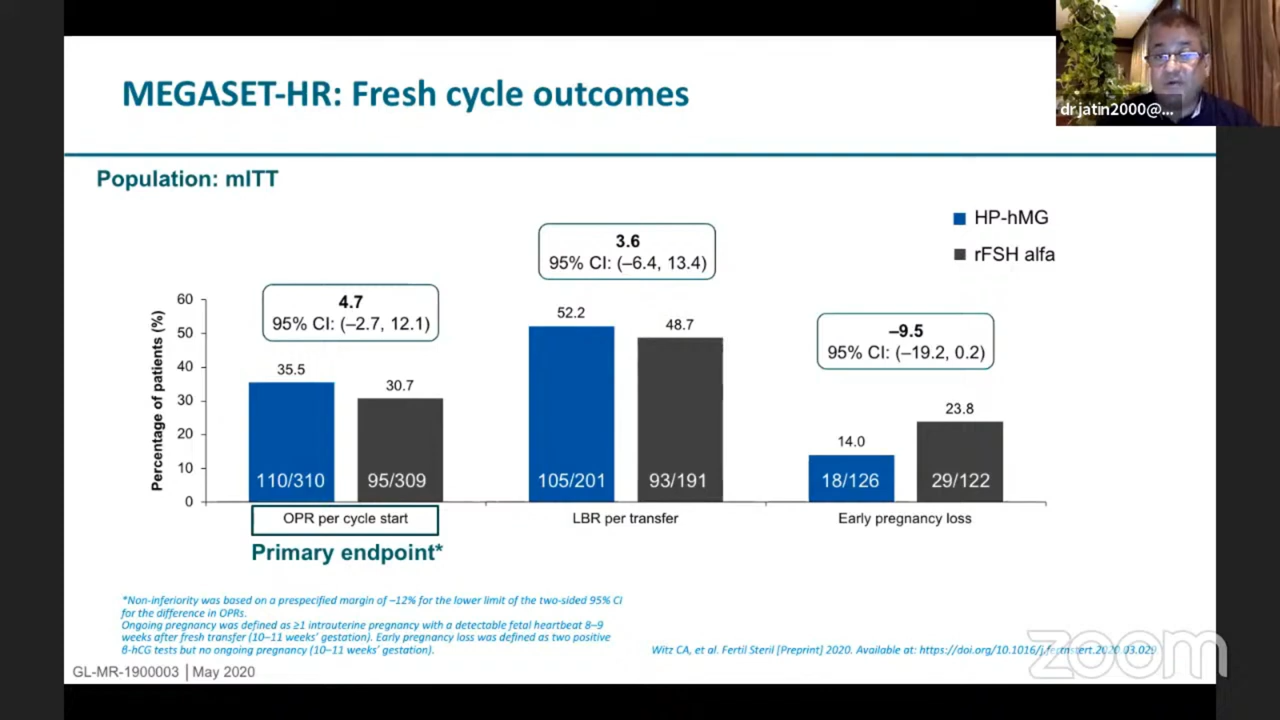 MEGASET-HR: Fresh cycle outcomes
dr.jatin2000@...
Population: mITT
HP-hMG
rFSH alfa
4.7
95% CI: (–2.7, 12.1)
3.6
95% CI: (–6.4, 13.4)
–9.5
95% CI: (–19.2, 0.2)
Percentage of patients (%)
60
50
40
30
20
10
0
35.5
30.7
52.2
48.7
14.0
23.8
110/310
95/309
105/201
93/191
18/126
29/122
OPR per cycle start
LBR per transfer
Early pregnancy loss
Primary endpoint*
*Non-inferiority was based on a prespecified margin of –12% for the lower limit of the two-sided 95% CI
for the difference in OPRs.
Ongoing pregnancy was defined as ≥1 intrauterine pregnancy with a detectable fetal heartbeat 8–9
weeks after fresh transfer (10–11 weeks' gestation). Early pregnancy loss was defined as two positive
β-hCG tests but no ongoing pregnancy (10–11 weeks' gestation).
Witz CA, et al. Fertil Steril [Preprint] 2020. Available at: https://doi.org/10.1016/j.fertnstert.2020.03.029
GL-MR-1900003 | May 2020
zoom